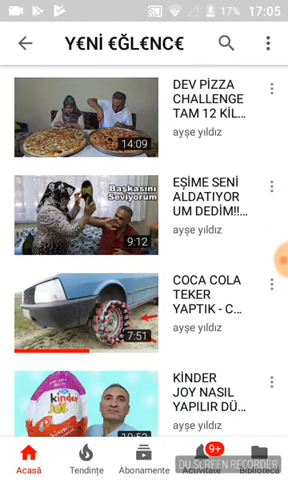 17% 17:05
Y€Nİ €ĞL€NC€
DEV PİZZA
CHALLENGE
TAM 12 KİL...
ayşe yıldız
14:09
EŞİME SENİ
ALDATIYOR
UM DEDİM!!...
ayşe yıldız
Başkasını
Seviyorum
9:12
COCA COLA
TEKER
YAPTIK - C...
ayşe yıldız
7:51
KİNDER
JOY NASIL
YAPILIR DÜ...
kinder
JOY
10:52
9+
Acasă
Tendințe
Abonamente
Activitate
Bibliotecă
DU SCREEN RECORDER